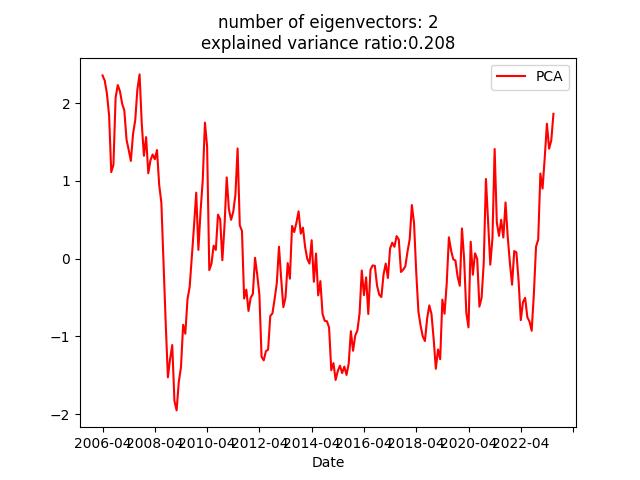 number of eigenvectors: 2
explained variance ratio:0.208
PCA
2
1
0
−1
−2
2006-04 2008-04 2010-04 2012-04 2014-04 2016-04 2018-04 2020-04 2022-04
Date